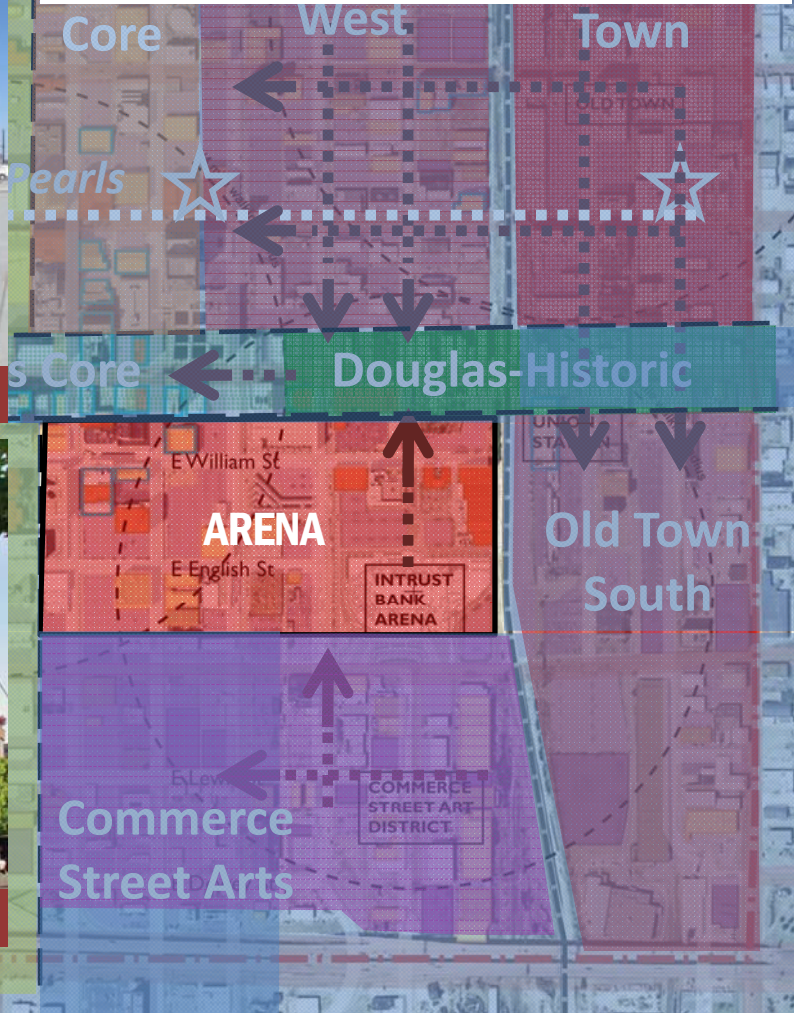 Core
West
Town
OLD TOWN
Pearls
s Core
Douglas-Historic
UNION
STATION
E William St
ARENA
Old Town
South
E English St
INTRUST
BANK
ARENA
E Lew
COMMERCE
STREET ART
DISTRICT
Commerce
Street Arts